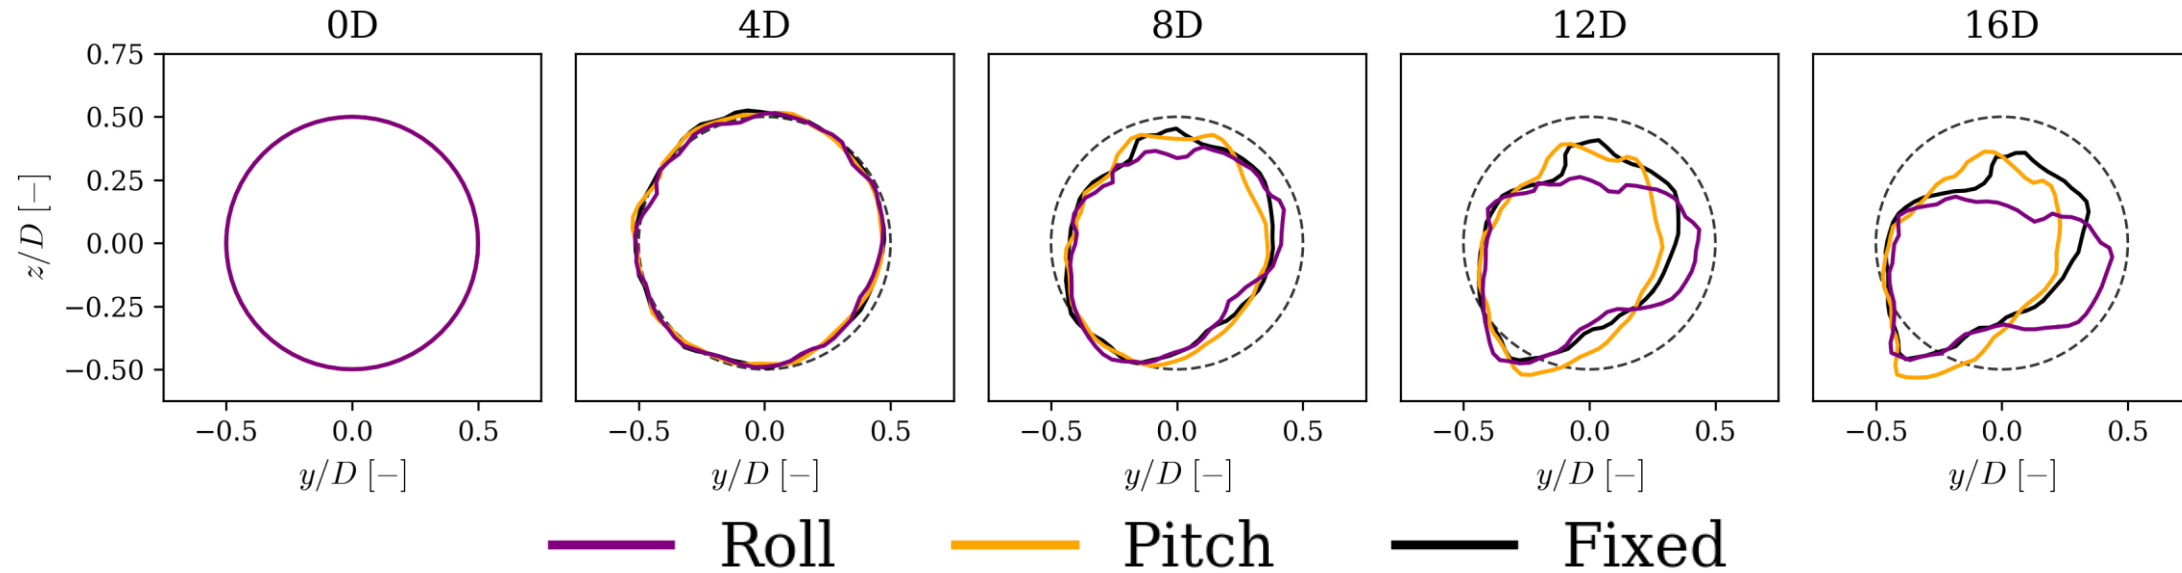 0D 4D 8D 12D 16D
0.75
0.50
0.25
0.00
−0.25
−0.50
z/D [−]
−0.5 0.0 0.5 −0.5 0.0 0.5 −0.5 0.0 0.5 −0.5 0.0 0.5 −0.5 0.0 0.5
y/D [−] y/D [−] y/D [−] y/D [−] y/D [−]
Roll Pitch Fixed